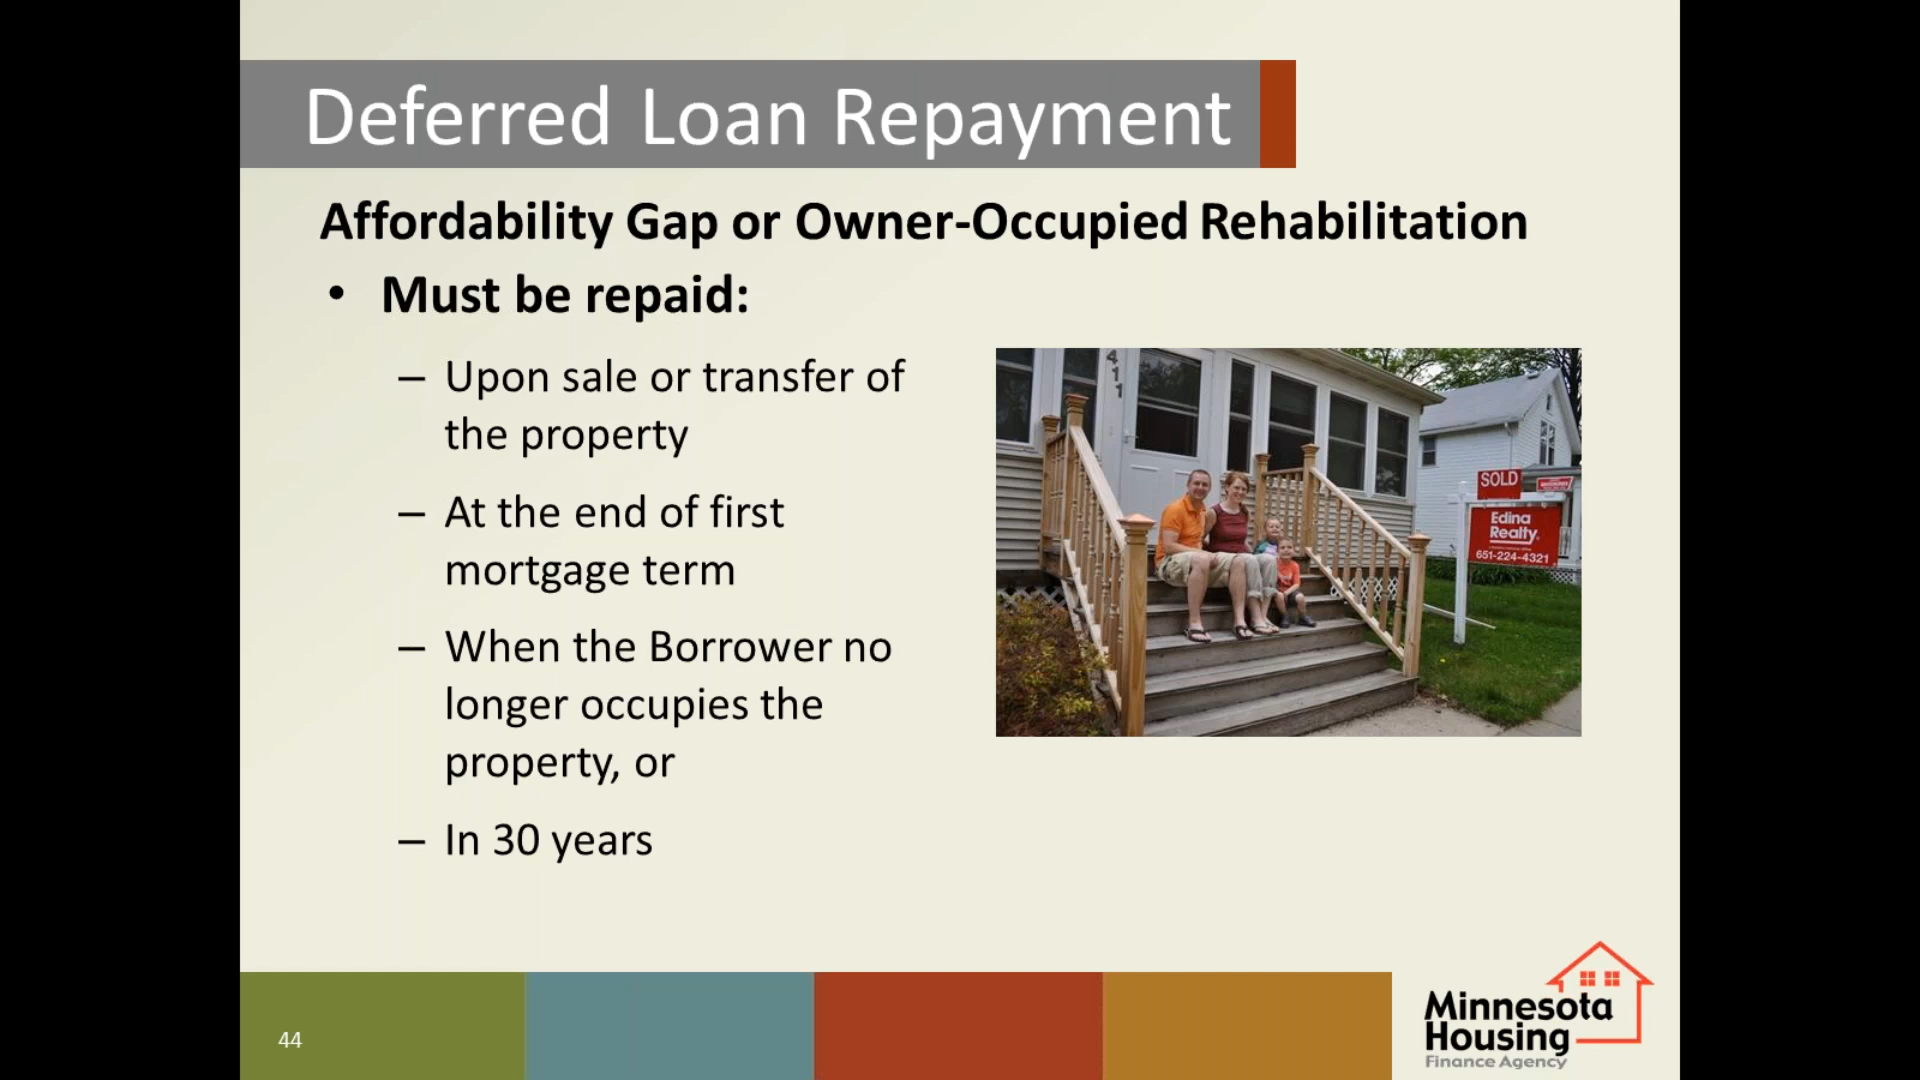 Deferred Loan Repayment
Affordability Gap or Owner-Occupied Rehabilitation
• Must be repaid:
– Upon sale or transfer of
the property
– At the end of first
mortgage term
– When the Borrower no
longer occupies the
property, or
– In 30 years
411
SOLD
Edina
Realty.
651-224-4321
44
Minnesota
Housing
Finance Agency